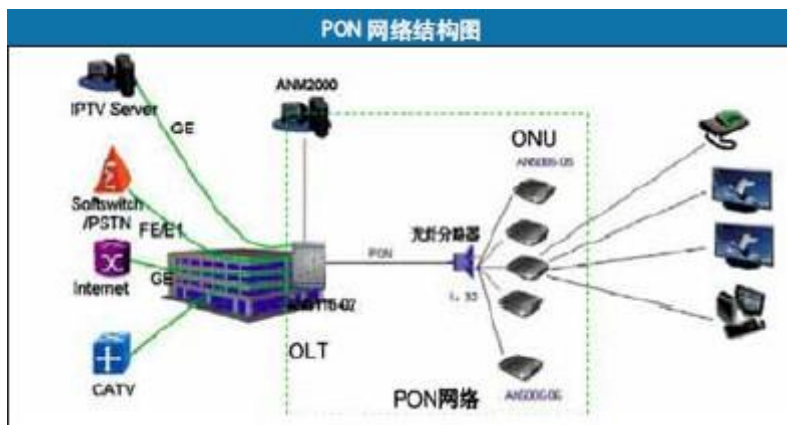 PON 网络结构图
ANM2000
IPTV Server
GE
ONU
Softswitch
/PSTN
FE/E1
光纤分路器
PON
Internet
GE
OLT
CATV
PON网络